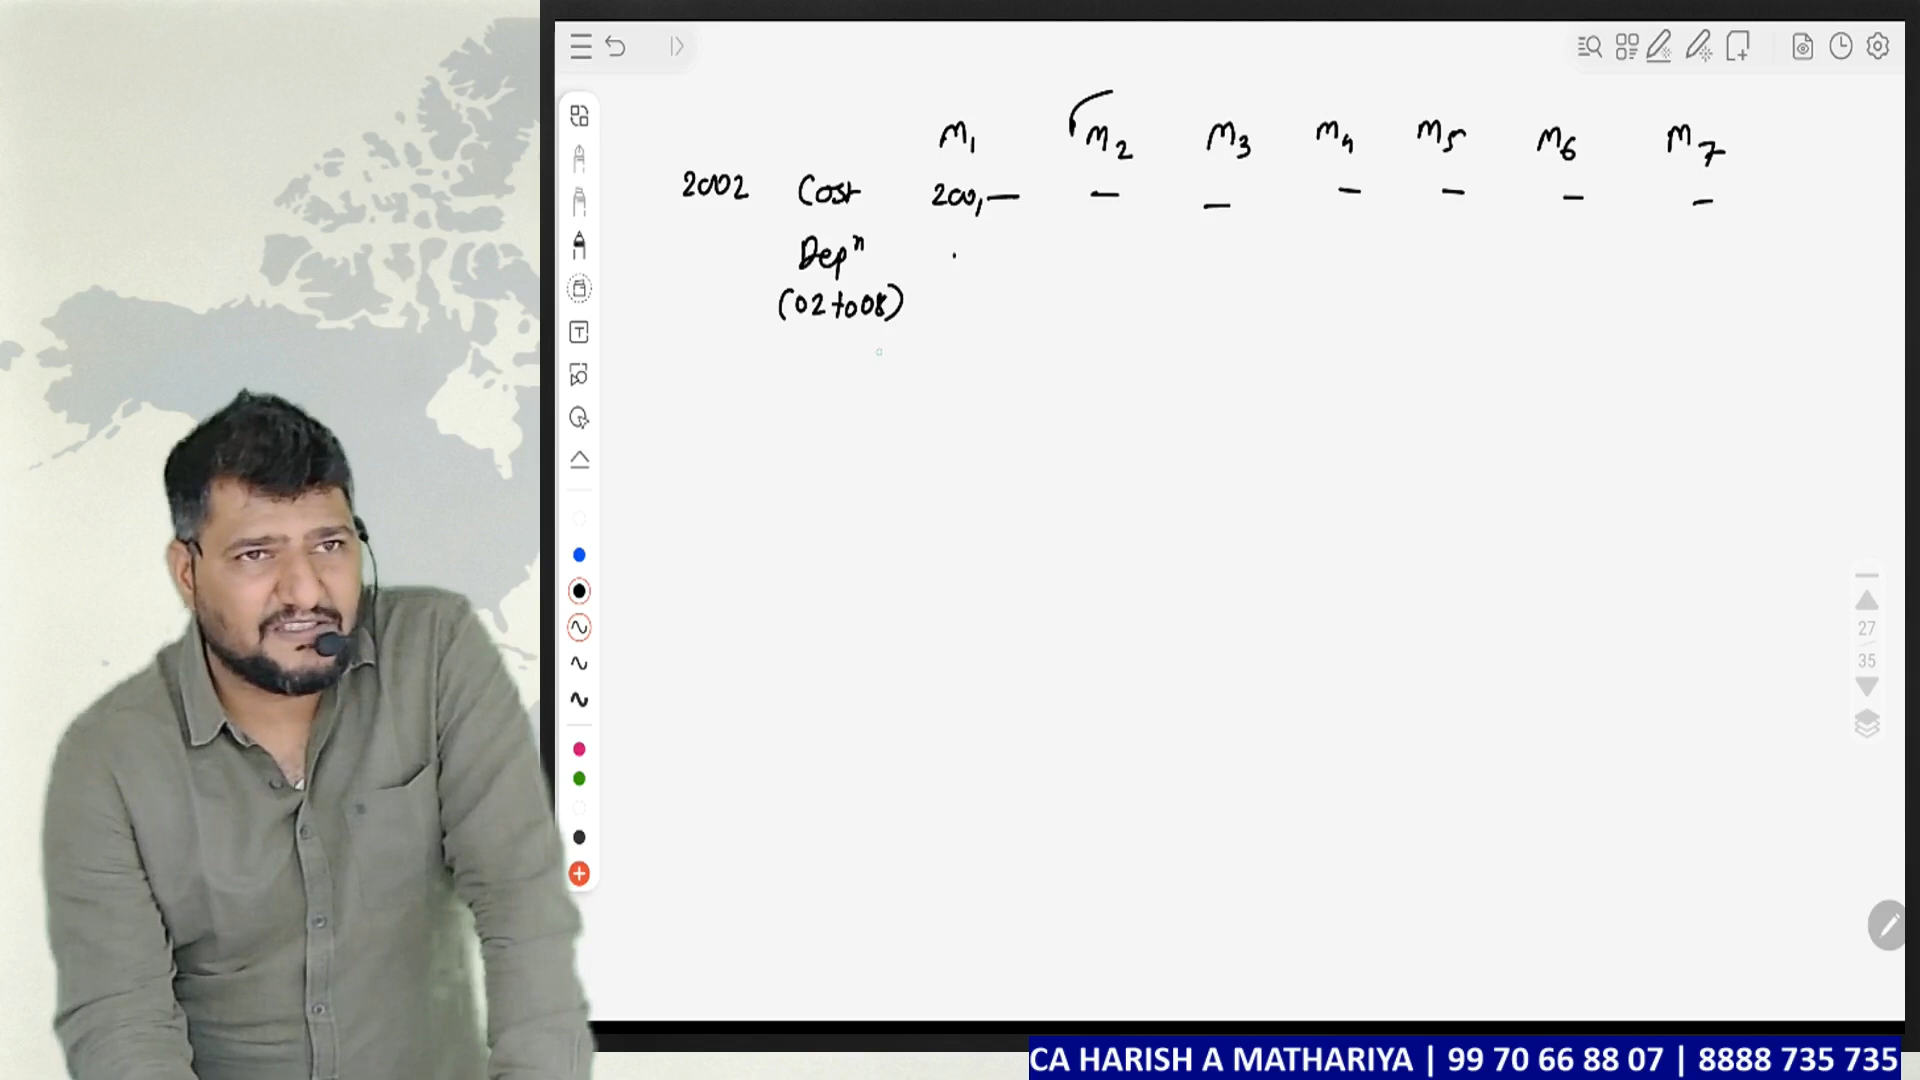 M1 M2 M3 M4 M5 M6 M7
2002 Cost 200,— — — — — — —
Depn
(02 to 08)
27
35
CA HARISH A MATHARIYA | 99 70 66 88 07 | 8888 735 735